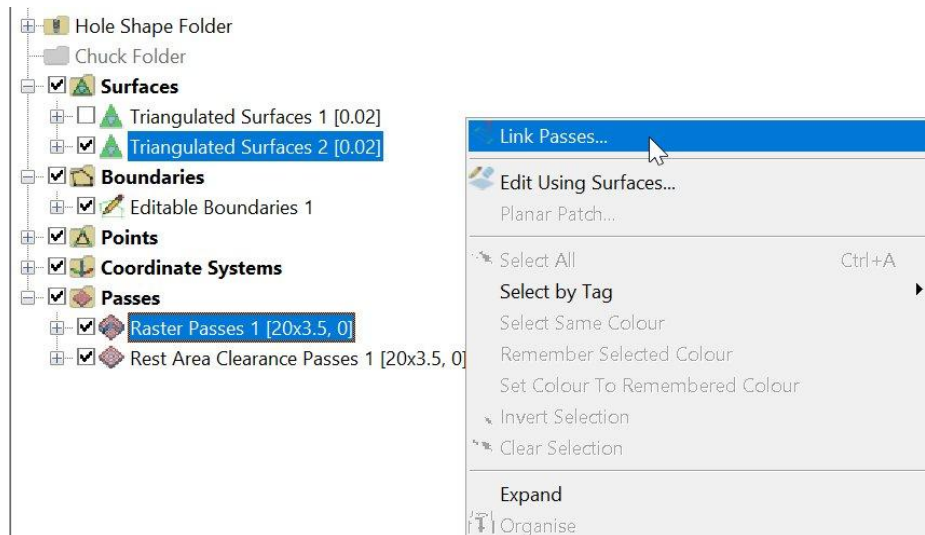 Hole Shape Folder
Chuck Folder
Surfaces
Triangulated Surfaces 1 [0.02]
Triangulated Surfaces 2 [0.02]
Boundaries
Editable Boundaries 1
Points
Coordinate Systems
Passes
Raster Passes 1 [20x3.5, 0]
Rest Area Clearance Passes 1 [20x3.5, 0]
Link Passes...
Edit Using Surfaces...
Planar Patch...
Select All Ctrl+A
Select by Tag
Select Same Colour
Remember Selected Colour
Set Colour To Remembered Colour
Invert Selection
Clear Selection
Expand
Organise